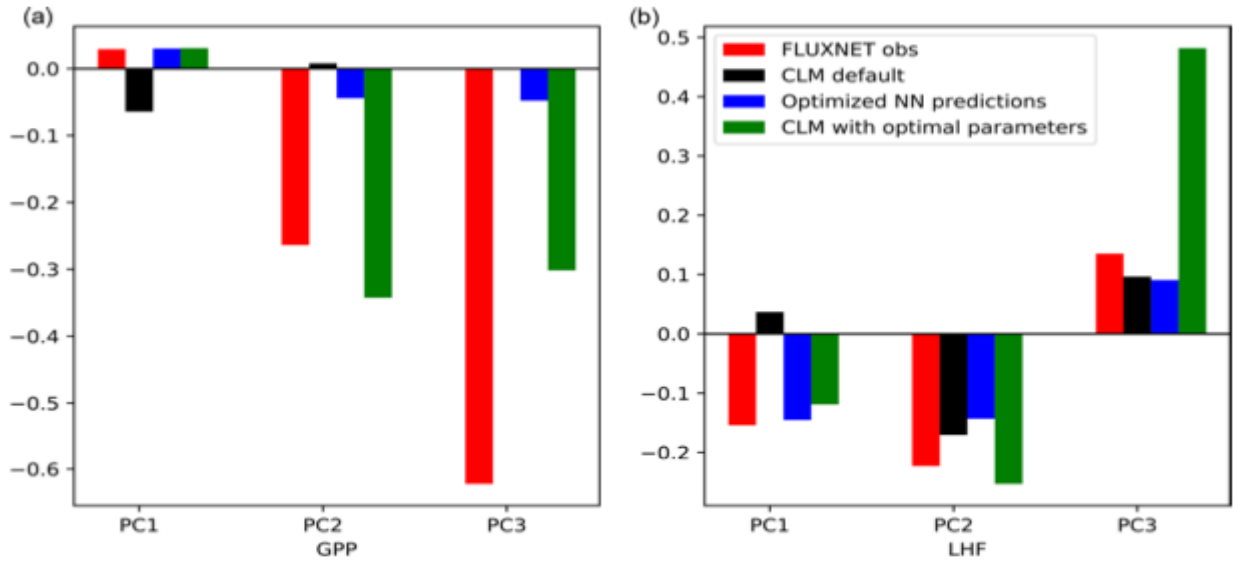 (a)
0.0
−0.1
−0.2
−0.3
−0.4
−0.5
−0.6
PC1
PC2
PC3
GPP
(b)
0.5
0.4
0.3
0.2
0.1
0.0
−0.1
−0.2
FLUXNET obs
CLM default
Optimized NN predictions
CLM with optimal parameters
PC1
PC2
PC3
LHF